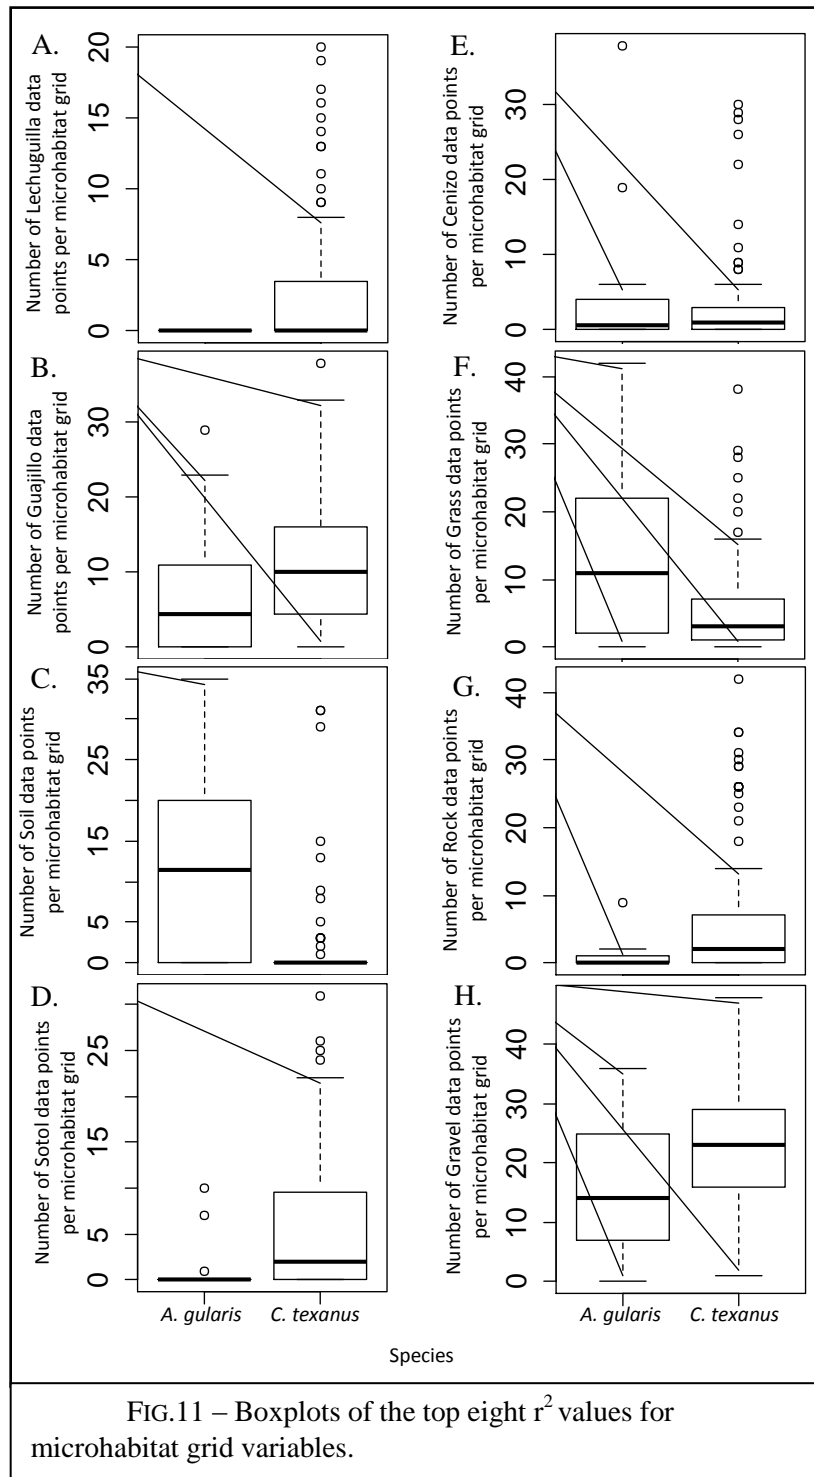 A.
Number of Lechuguilla data
points per microhabitat grid
20
15
10
5
0
B.
Number of Guajillo data
points per microhabitat grid
30
20
10
0
C.
Number of Soil data points
per microhabitat grid
35
25
15
5
0
D.
Number of Sotol data points
per microhabitat grid
25
15
5
0
A. gularis C. texanus
E.
Number of Cenizo data points
per microhabitat grid
30
20
10
0
F.
Number of Grass data points
per microhabitat grid
40
30
20
10
0
G.
Number of Rock data points
per microhabitat grid
40
30
20
10
0
H.
Number of Gravel data points
per microhabitat grid
40
30
20
10
0
A. gularis C. texanus
Species
FIG.11 – Boxplots of the top eight r² values for
microhabitat grid variables.